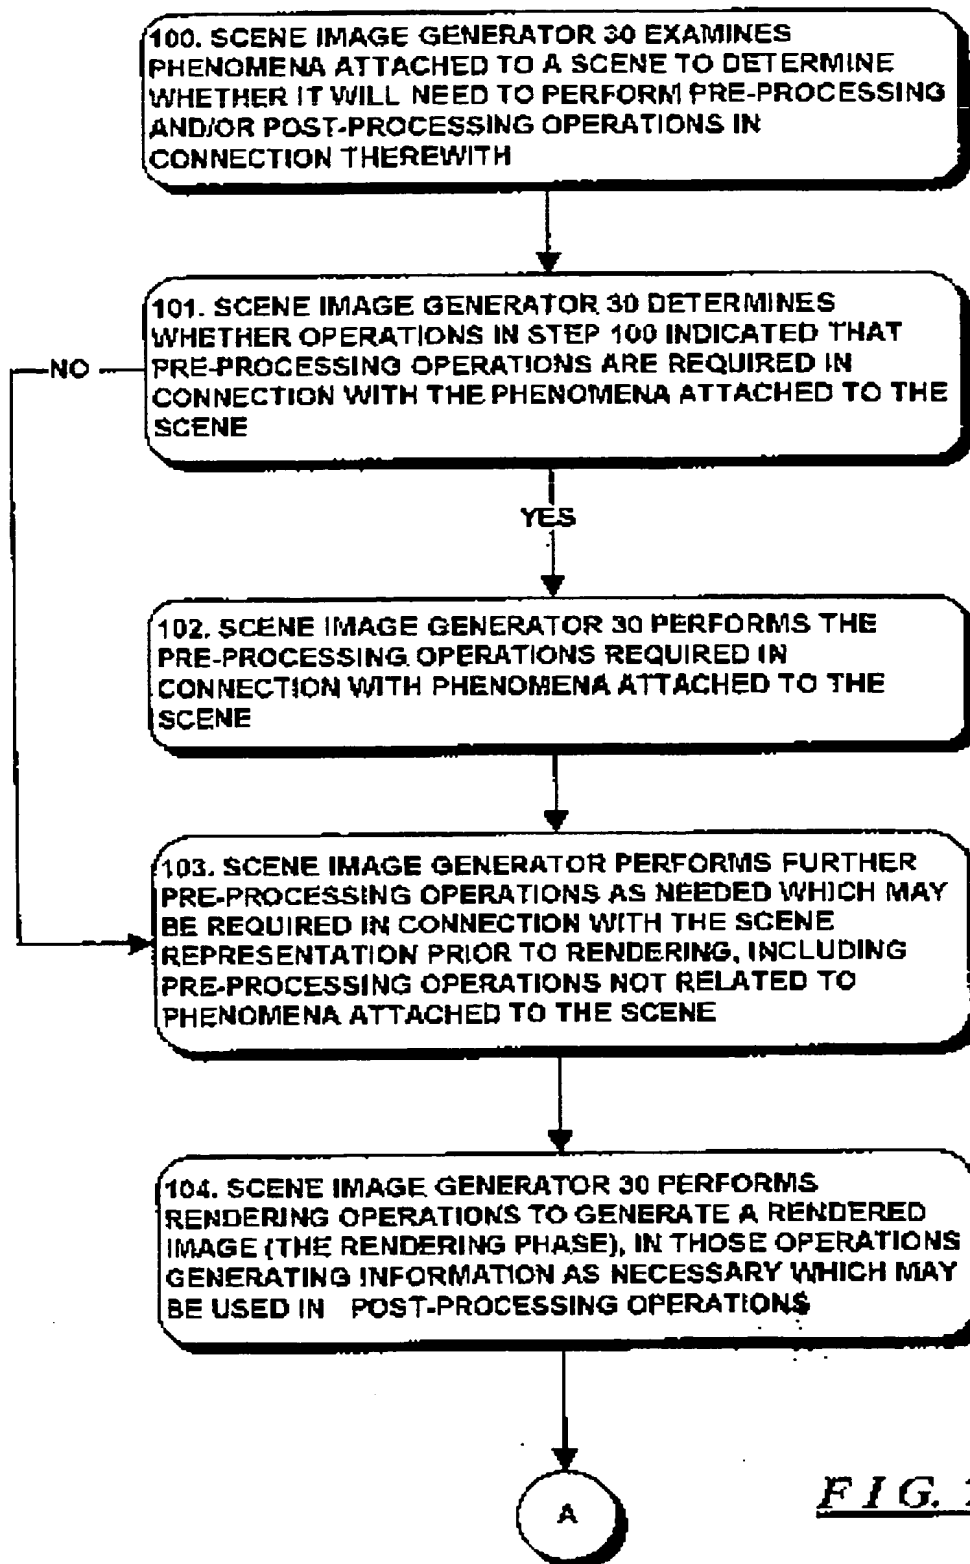 100. SCENE IMAGE GENERATOR 30 EXAMINES
PHENOMENA ATTACHED TO A SCENE TO DETERMINE
WHETHER IT WILL NEED TO PERFORM PRE-PROCESSING
AND/OR POST-PROCESSING OPERATIONS IN
CONNECTION THEREWITH
101. SCENE IMAGE GENERATOR 30 DETERMINES
WHETHER OPERATIONS IN STEP 100 INDICATED THAT
PRE-PROCESSING OPERATIONS ARE REQUIRED IN
CONNECTION WITH THE PHENOMENA ATTACHED TO THE
SCENE
NO
YES
102. SCENE IMAGE GENERATOR 30 PERFORMS THE
PRE-PROCESSING OPERATIONS REQUIRED IN
CONNECTION WITH PHENOMENA ATTACHED TO THE
SCENE
103. SCENE IMAGE GENERATOR PERFORMS FURTHER
PRE-PROCESSING OPERATIONS AS NEEDED WHICH MAY
BE REQUIRED IN CONNECTION WITH THE SCENE
REPRESENTATION PRIOR TO RENDERING, INCLUDING
PRE-PROCESSING OPERATIONS NOT RELATED TO
PHENOMENA ATTACHED TO THE SCENE
104. SCENE IMAGE GENERATOR 30 PERFORMS
RENDERING OPERATIONS TO GENERATE A RENDERED
IMAGE (THE RENDERING PHASE), IN THOSE OPERATIONS
GENERATING INFORMATION AS NECESSARY WHICH MAY
BE USED IN POST-PROCESSING OPERATIONS
A
FIG.